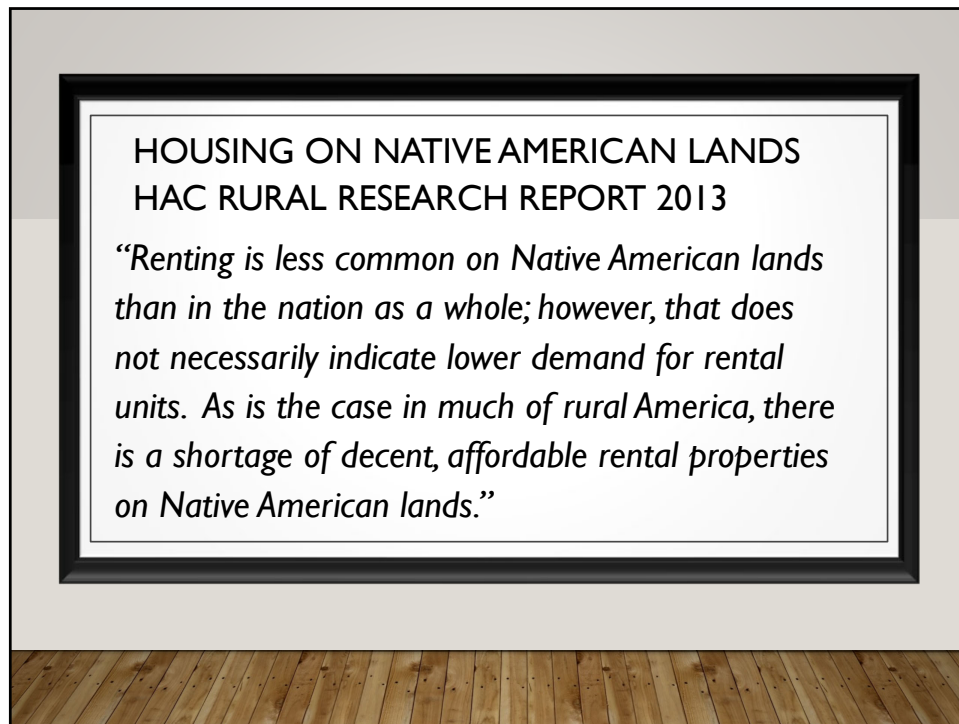 HOUSING ON NATIVE AMERICAN LANDS
HAC RURAL RESEARCH REPORT 2013
“Renting is less common on Native American lands
than in the nation as a whole; however, that does
not necessarily indicate lower demand for rental
units.  As is the case in much of rural America, there
is a shortage of decent, affordable rental properties
on Native American lands.”